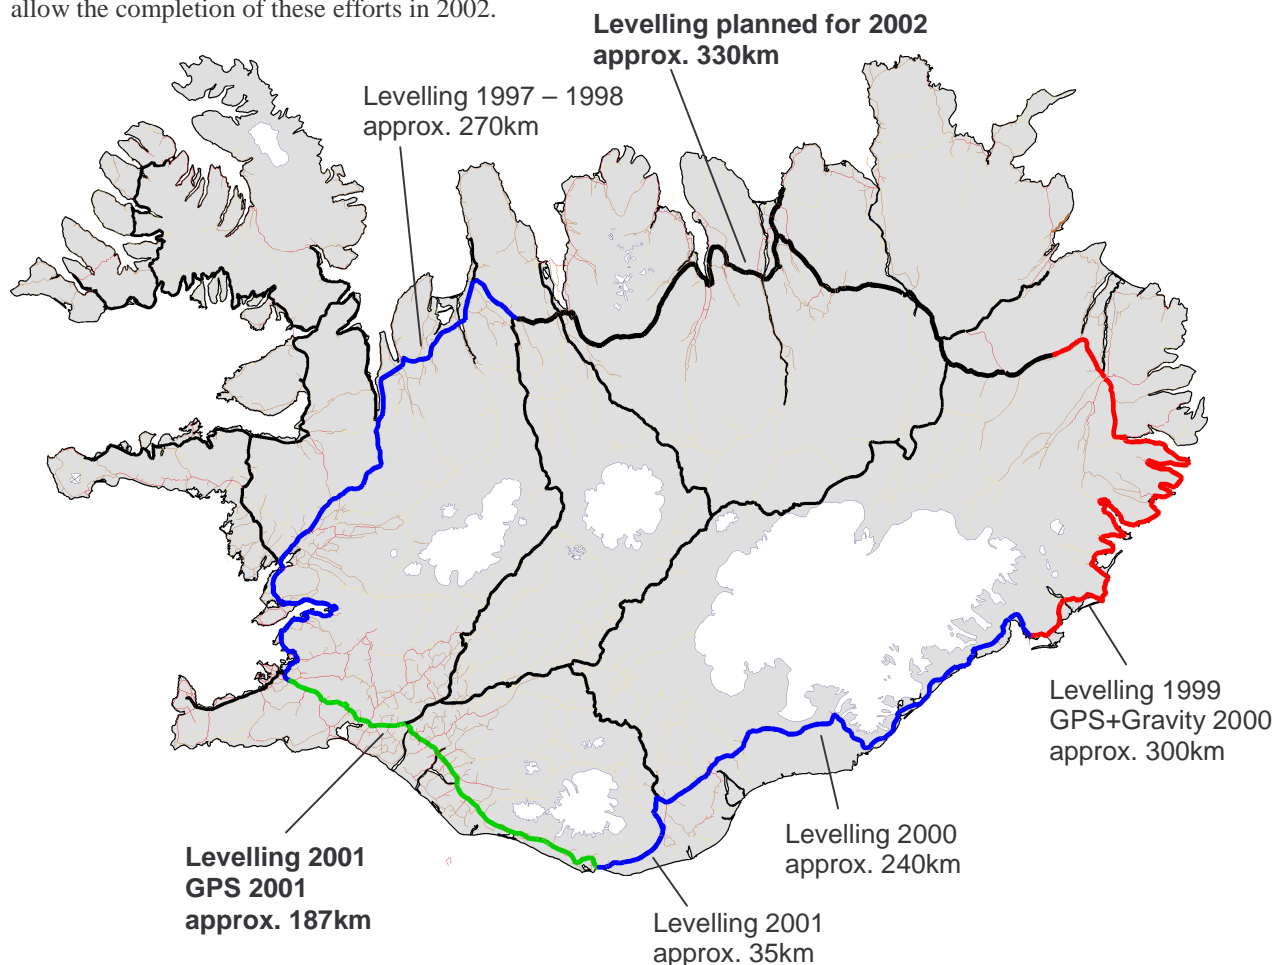 allow the completion of these efforts in 2002.
Levelling planned for 2002
approx. 330km
Levelling 1997 – 1998
approx. 270km
Levelling 1999
GPS+Gravity 2000
approx. 300km
Levelling 2000
approx. 240km
Levelling 2001
GPS 2001
approx. 187km
Levelling 2001
approx. 35km